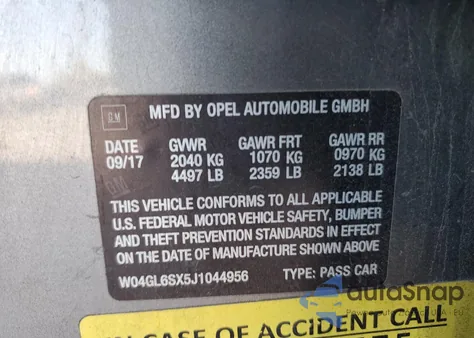 GM
MFD BY OPEL AUTOMOBILE GMBH
DATE GVWR GAWR FRT GAWR RR
09/17 2040 KG 1070 KG 0970 KG
4497 LB 2359 LB 2138 LB
THIS VEHICLE CONFORMS TO ALL APPLICABLE
U.S. FEDERAL MOTOR VEHICLE SAFETY, BUMPER
AND THEFT PREVENTION STANDARDS IN EFFECT
ON THE DATE OF MANUFACTURE SHOWN ABOVE
W04GL6SX5J1044956 TYPE: PASS CAR
autoSnap
IN CASE OF ACCIDENT CALL